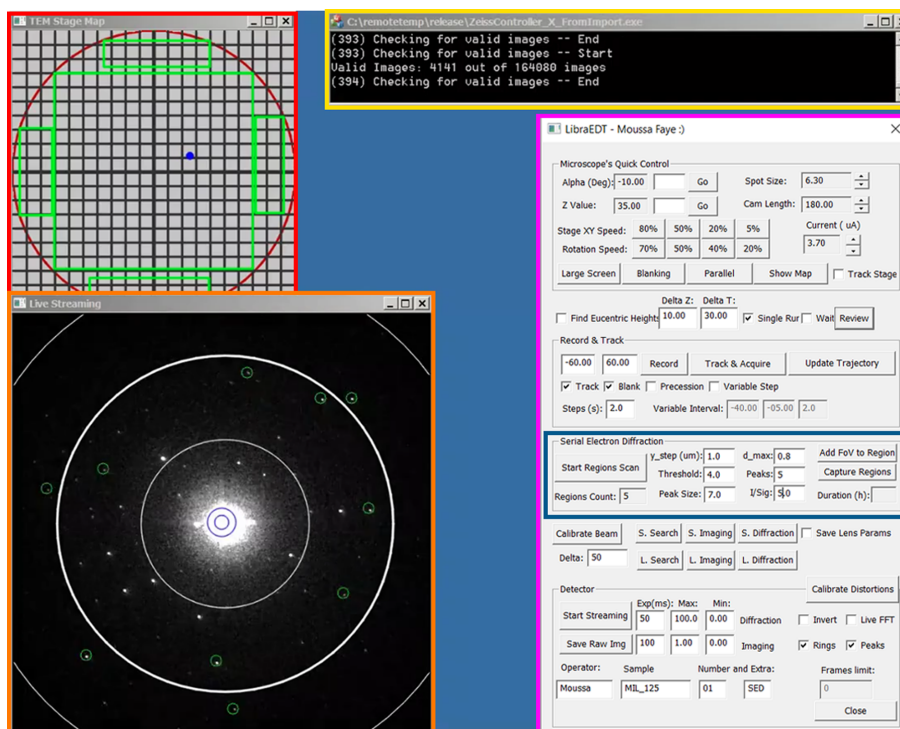 TEM Stage Map
C:\remotetemp\release\ZeissController_X_FromImport.exe
(393) Checking for valid images -- End
(393) Checking for valid images -- Start
Valid Images: 4141 out of 164080 images
(394) Checking for valid images -- End
Live Streaming
LibraEDT - Moussa Faye :)
Microscope's Quick Control
Alpha (Deg): -10.00 Go Spot Size: 6.30
Z Value: 35.00 Go Cam Length: 180.00
Stage XY Speed: 80% 50% 20% 5% Current ( uA)
Rotation Speed: 70% 50% 40% 20% 3.70
Large Screen Blanking Parallel Show Map Track Stage
Delta Z: Delta T:
Find Eucentric Height: 10.00 30.00 Single Rur Wait Review
Record & Track
-60.00 60.00 Record Track & Acquire Update Trajectory
Track Blank Precession Variable Step
Steps (s): 2.0 Variable Interval: -40.00 -05.00 2.0
Serial Electron Diffraction
Start Regions Scan y_step (um): 1.0 d_max: 0.8 Add FoV to Region
Threshold: 4.0 Peaks: 5 Capture Regions
Regions Count: 5 Peak Size: 7.0 I/Sig: 5.0 Duration (h):
Calibrate Beam S. Search S. Imaging S. Diffraction Save Lens Params
Delta: 50 L. Search L. Imaging L. Diffraction
Detector Calibrate Distortions
Exp(ms): Max: Min:
Start Streaming 50 100.0 0.00 Diffraction Invert Live FFT
Save Raw Img 100 1.00 0.00 Imaging Rings Peaks
Operator: Sample Number and Extra: Frames limit:
Moussa MIL_125 01 SED 0
Close